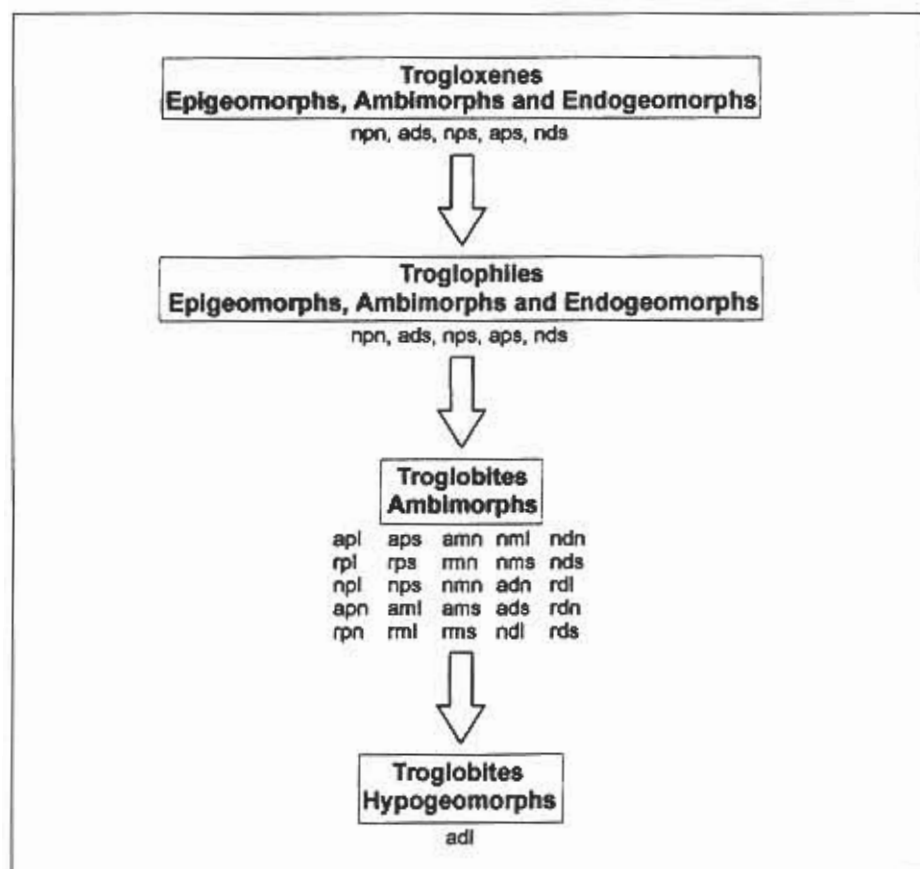 Trogloxenes
Epigeomorphs, Ambimorphs and Endogeomorphs
npn, ads, nps, aps, nds
Troglophiles
Epigeomorphs, Ambimorphs and Endogeomorphs
npn, ads, nps, aps, nds
Troglobites
Ambimorphs
apl aps amn nml ndn
rpl rps rmn nms nds
npl nps nmn adn rdl
apn aml ams ads rdn
rpn rml rms ndl rds
Troglobites
Hypogeomorphs
adl